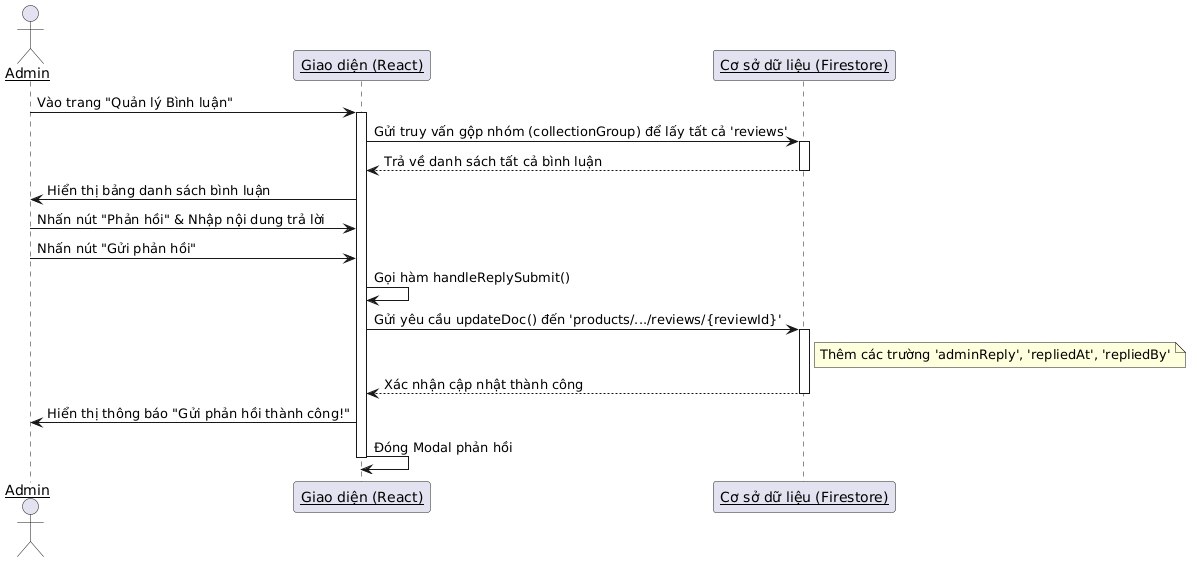 Admin
Giao diện (React)
Cơ sở dữ liệu (Firestore)
Vào trang "Quản lý Bình luận"
Gửi truy vấn gộp nhóm (collectionGroup) để lấy tất cả 'reviews'
Trả về danh sách tất cả bình luận
Hiển thị bảng danh sách bình luận
Nhấn nút "Phản hồi" & Nhập nội dung trả lời
Nhấn nút "Gửi phản hồi"
Gọi hàm handleReplySubmit()
Gửi yêu cầu updateDoc() đến 'products/.../reviews/{reviewId}'
Thêm các trường 'adminReply', 'repliedAt', 'repliedBy'
Xác nhận cập nhật thành công
Hiển thị thông báo "Gửi phản hồi thành công!"
Đóng Modal phản hồi
Admin
Giao diện (React)
Cơ sở dữ liệu (Firestore)